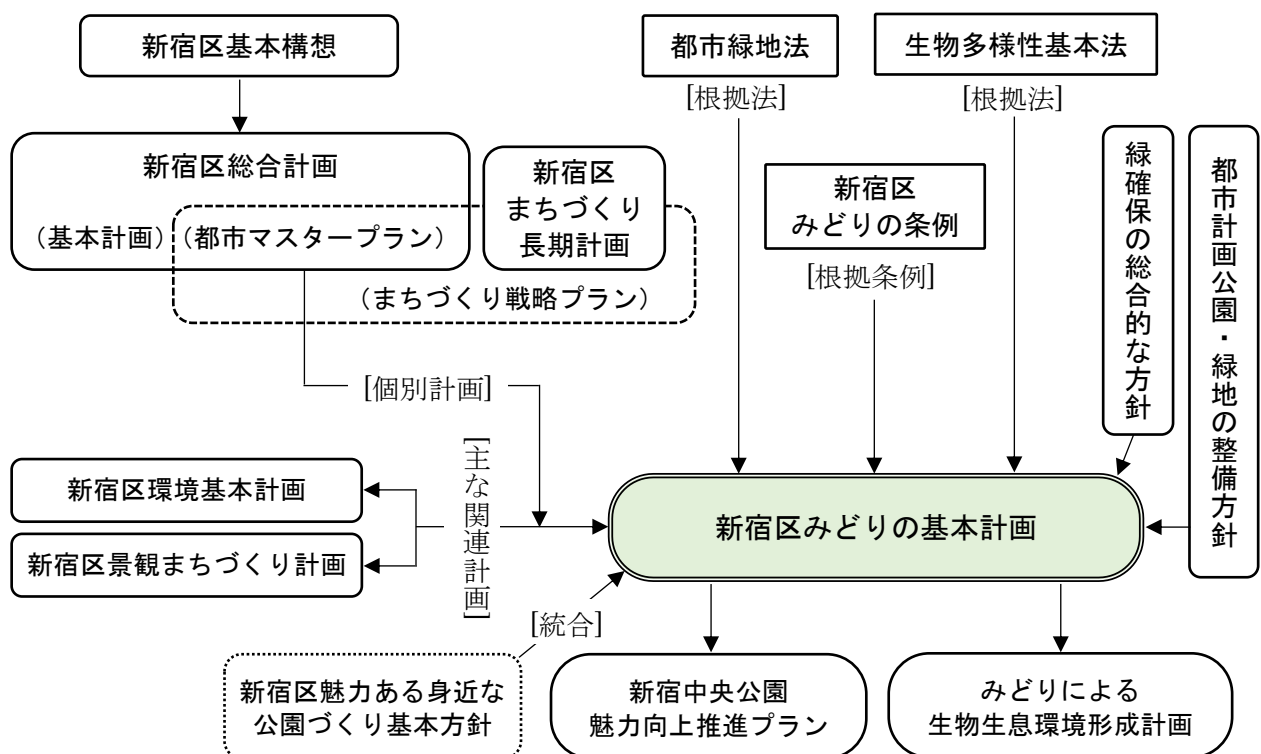 新宿区基本構想
都市緑地法
生物多様性基本法
[根拠法]
[根拠法]
新宿区総合計画
（基本計画）
（都市マスタープラン）
新宿区
まちづくり
長期計画
（まちづくり戦略プラン）
新宿区
みどりの条例
[根拠条例]
緑確保の総合的な方針
都市計画公園・緑地の整備方針
[個別計画]
[主な関連計画]
新宿区環境基本計画
新宿区景観まちづくり計画
新宿区みどりの基本計画
[統合]
新宿区魅力ある身近な
公園づくり基本方針
新宿中央公園
魅力向上推進プラン
みどりによる
生物生息環境形成計画